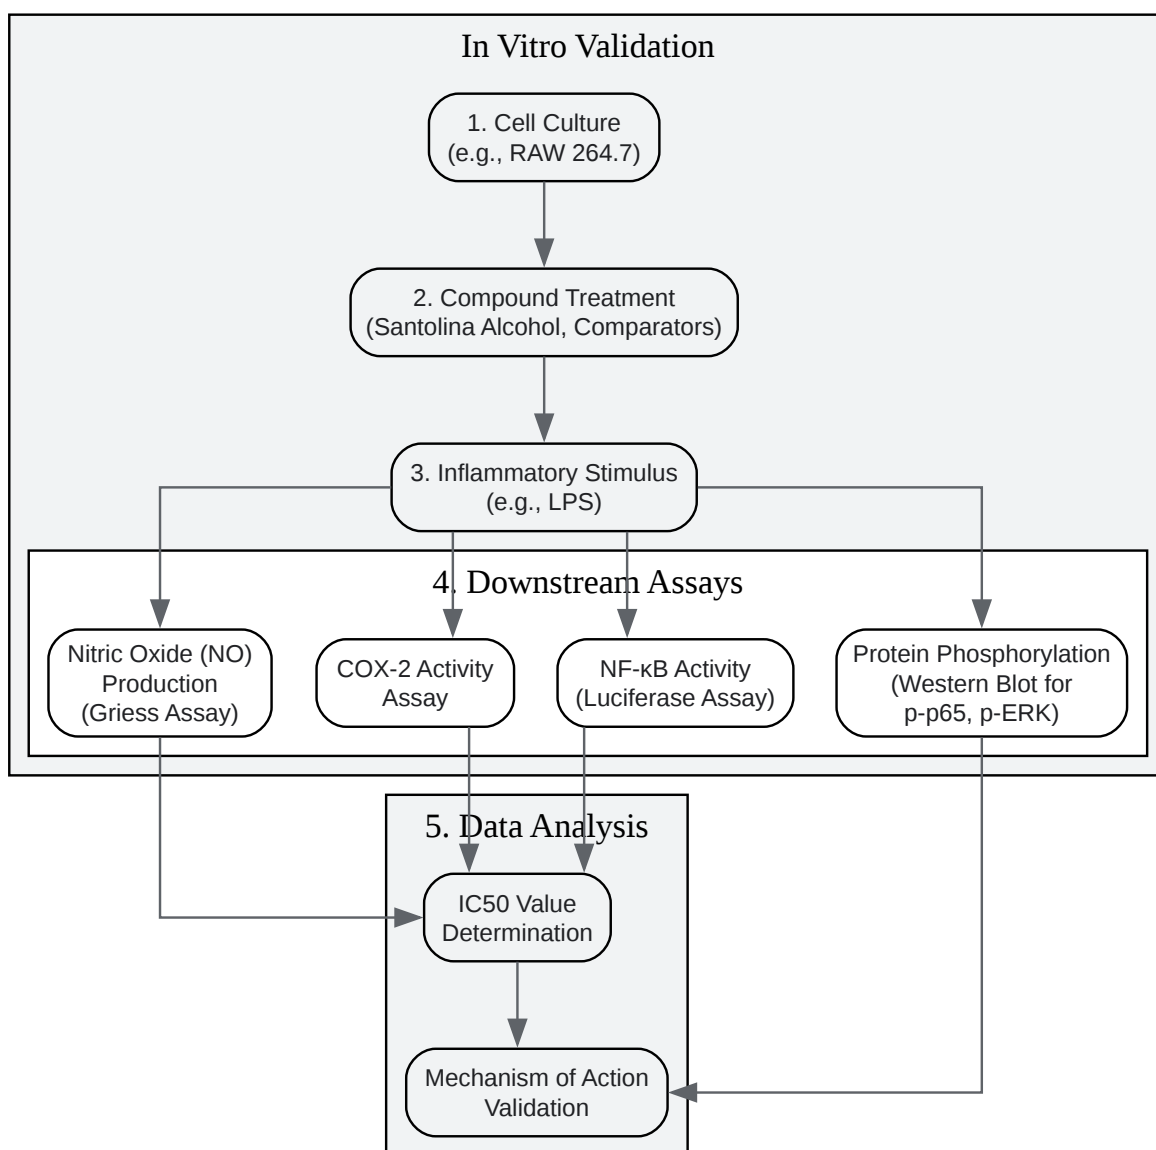 In Vitro Validation
1. Cell Culture
(e.g., RAW 264.7)
2. Compound Treatment
(Santolina Alcohol, Comparators)
3. Inflammatory Stimulus
(e.g., LPS)
4. Downstream Assays
Nitric Oxide (NO)
Production
(Griess Assay)
COX-2 Activity
Assay
NF-κB Activity
(Luciferase Assay)
Protein Phosphorylation
(Western Blot for
p-p65, p-ERK)
5. Data Analysis
IC50 Value
Determination
Mechanism of Action
Validation